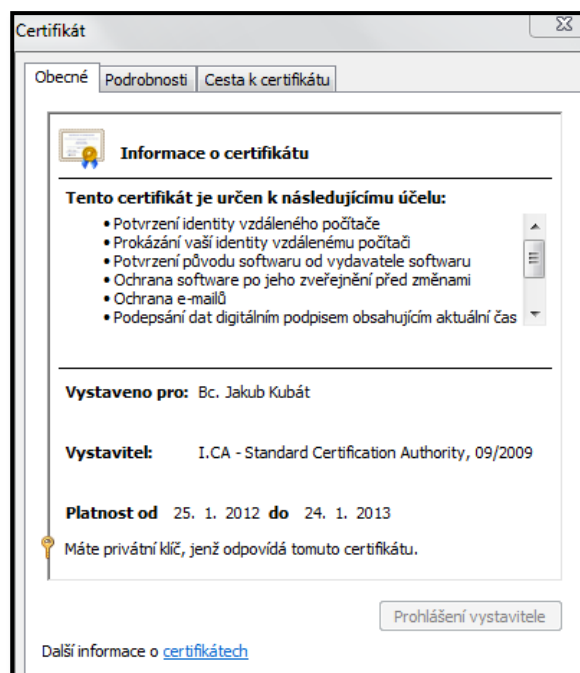 Certifikát
Obecné Podrobnosti Cesta k certifikátu
Informace o certifikátu
Tento certifikát je určen k následujícímu účelu:
• Potvrzení identity vzdáleného počítače
• Prokázání vaší identity vzdálenému počítači
• Potvrzení původu softwaru od vydavatele softwaru
• Ochrana software po jeho zveřejnění před změnami
• Ochrana e-mailů
• Podepsání dat digitálním podpisem obsahujícím aktuální čas
Vystaveno pro: Bc. Jakub Kubát
Vystavitel: I.CA - Standard Certification Authority, 09/2009
Platnost od 25. 1. 2012 do 24. 1. 2013
Máte privátní klíč, jenž odpovídá tomuto certifikátu.
Prohlášení vystavitele
Další informace o certifikátech